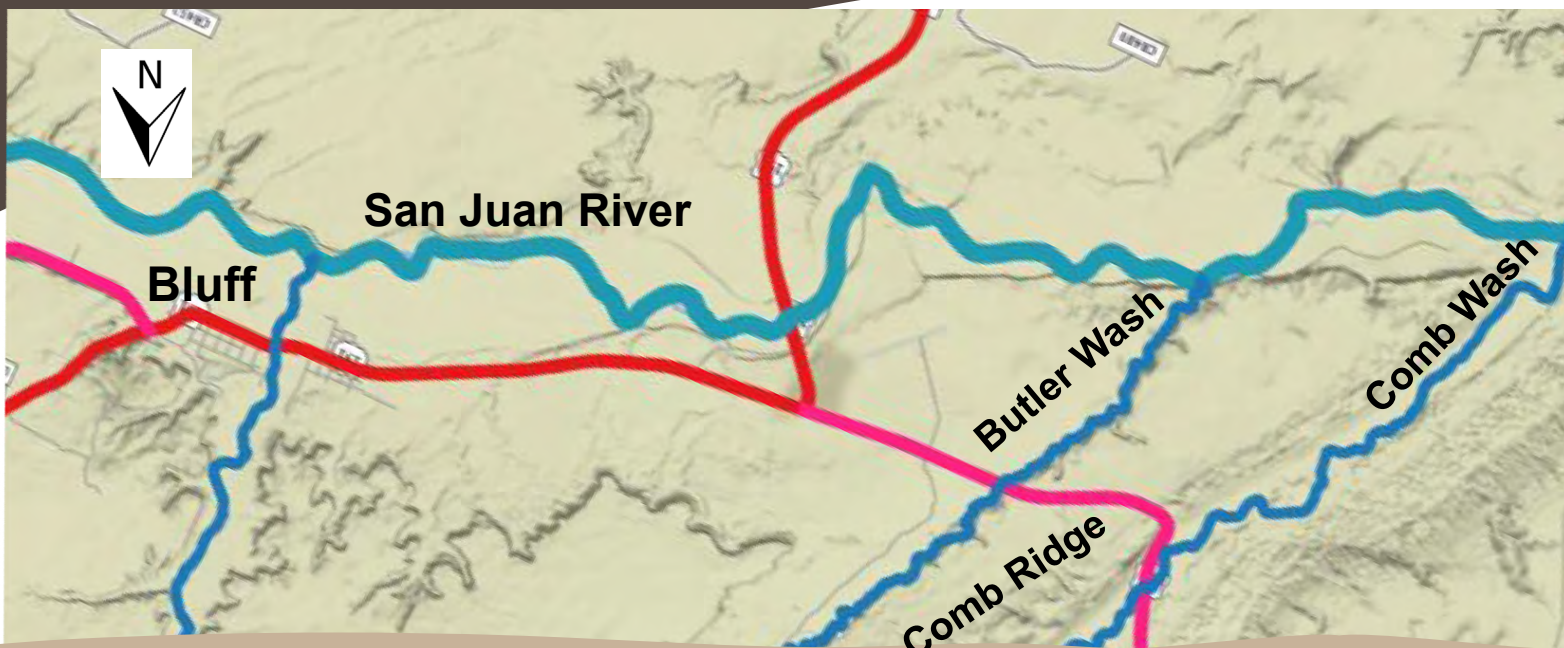 N
San Juan River
Bluff
Butler Wash
Comb Wash
Comb Ridge